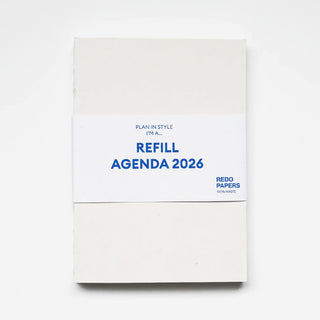 PLAN IN STYLE
I'M A...
REFILL
AGENDA 2026
REDO
PAPERS
100% WASTE